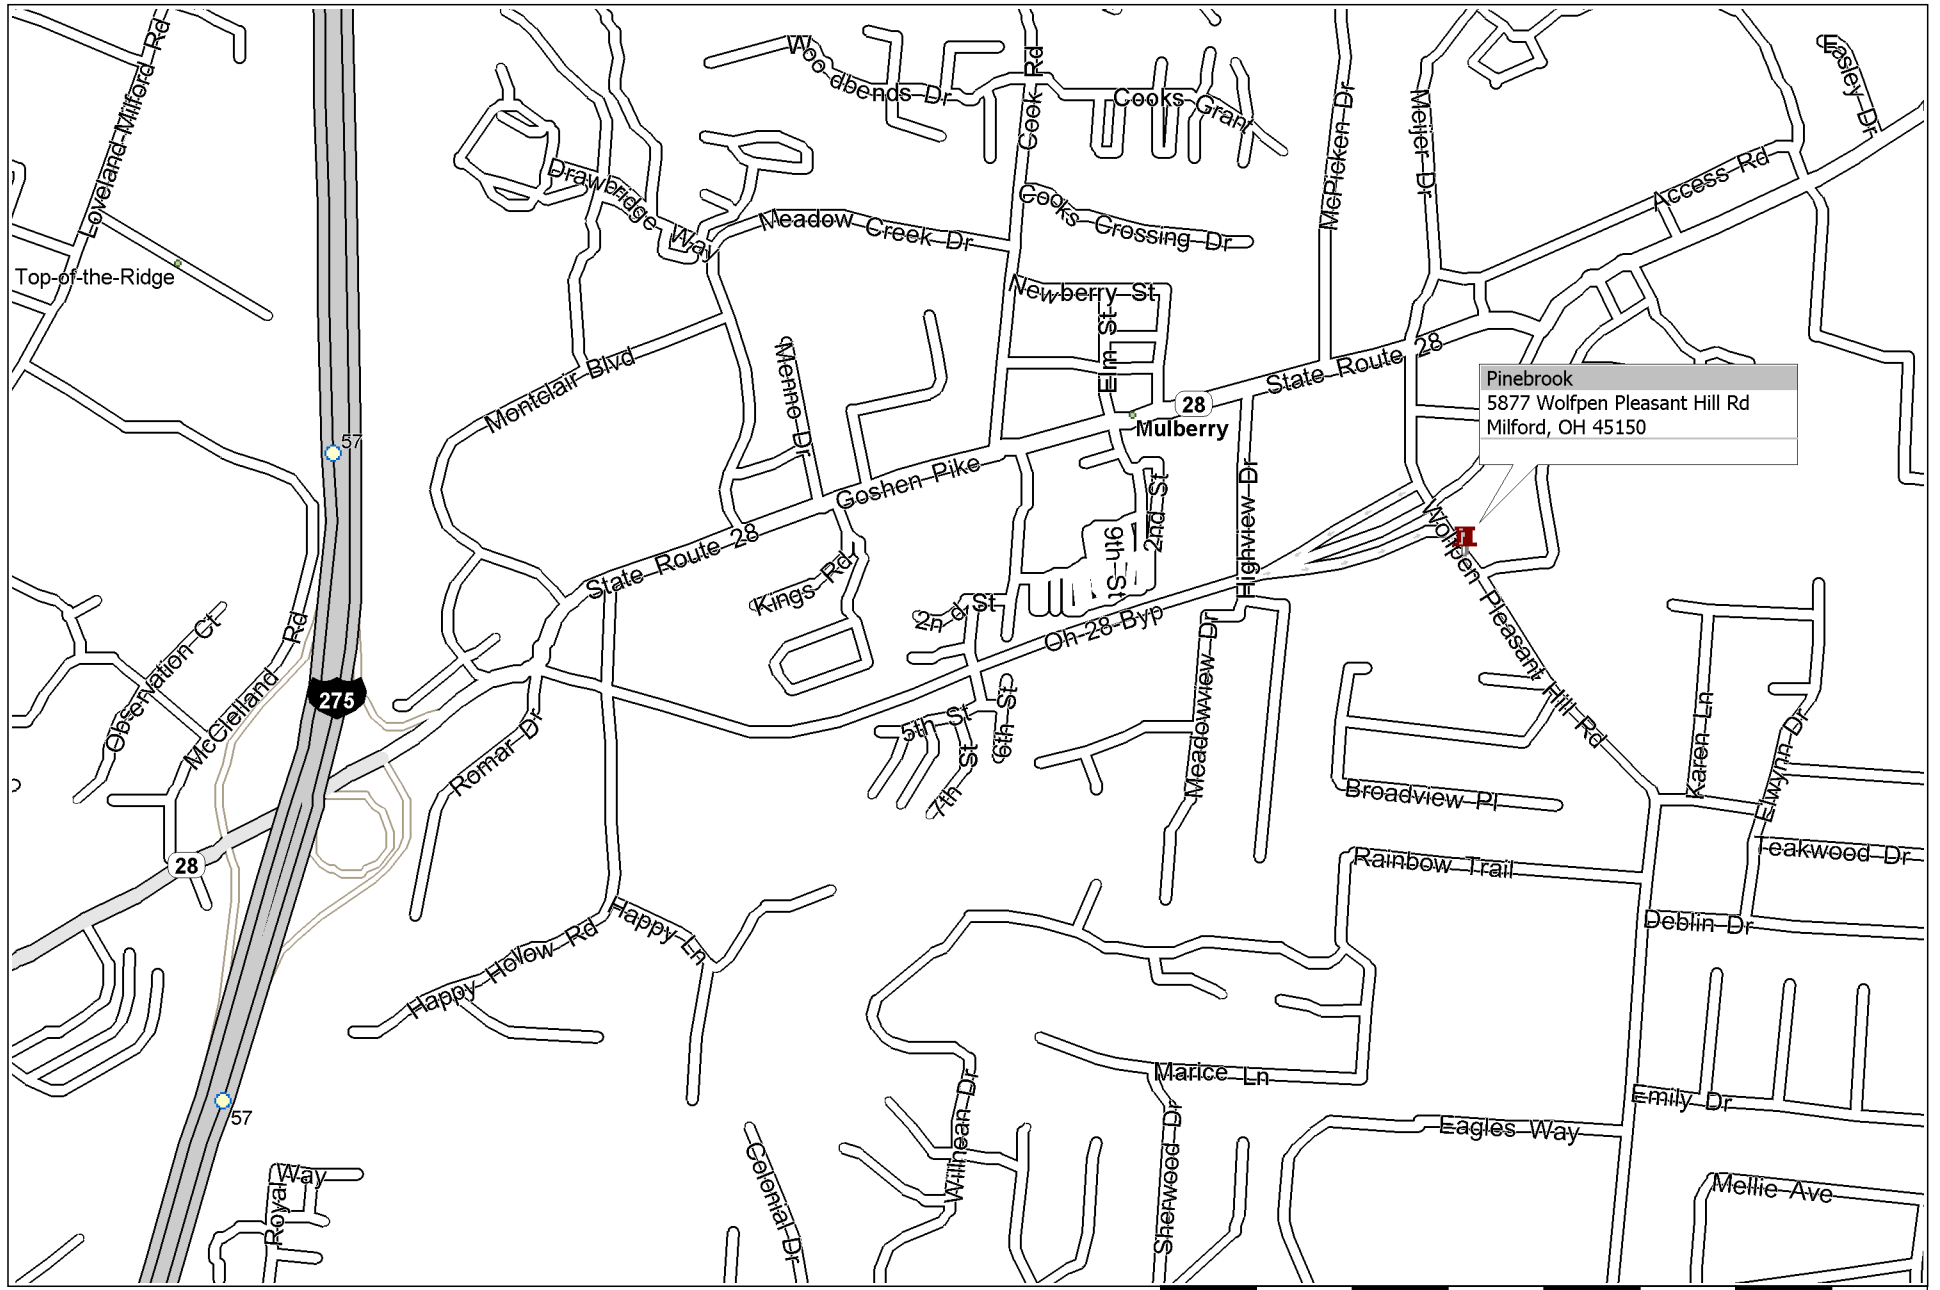 Loveland-Milford Rd
Woodbends Dr
Cook Rd
Cooks Grant
McPicken Dr
Meijer Dr
Easley Dr
Access Rd
Drawbridge Way
Meadow Creek Dr
Cooks Crossing Dr
Top-of-the-Ridge
Newberry St
Elm St
Menno Dr
Montclair Blvd
State Route 28
28
Mulberry
Pinebrook
5877 Wolfpen Pleasant Hill Rd
Milford, OH 45150
57
Goshen Pike
2nd St
9th St
Highview Dr
State Route 28
Kings Rd
2nd St
Oh-28-Byp
Wolfpen Pleasant Hill Rd
Observation Ct
McClelland Rd
275
Romar Dr
5th St
6th St
7th St
Meadowview Dr
Broadview Pl
Karen Ln
Elwynn Dr
Teakwood Dr
28
Rainbow Trail
Deblin Dr
Happy Hollow Rd
Happy Ln
Marice Ln
Emily Dr
Eagles Way
57
Willnean Dr
Sherwood Dr
Colonial Dr
Royal Way
Mellie Ave